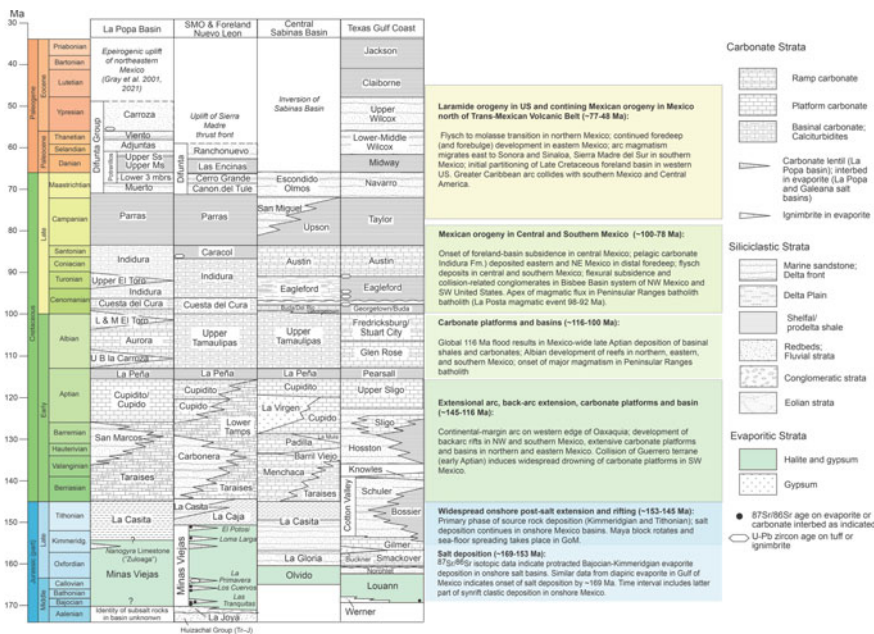 Ma
La Popa Basin
SMO & Foreland
Nuevo Leon
Central
Sabinas Basin
Texas Gulf Coast
30
40
50
60
70
80
90
100
110
120
130
140
150
160
170
Paleogene
Cretaceous
Jurassic (part)
Eocene
Paleocene
Late
Early
Late
Middle
Priabonian
Bartonian
Lutetian
Ypresian
Thanetian
Selandian
Danian
Maastrichtian
Campanian
Santonian
Coniacian
Turonian
Cenomanian
Albian
Aptian
Barremian
Hauterivian
Valanginian
Berriasian
Tithonian
Kimmeridg.
Oxfordian
Callovian
Bathonian
Bajocian
Aalenian
Epeirogenic uplift
of northeastern
Mexico
(Gray et al. 2001,
2021)
Difunta Group
Potrerillos
Carroza
Viento
Adjuntas
Upper Ss
Upper Ms
Lower 3 mbrs
Muerto
Parras
Indidura
Upper El Toro
Indidura
Cuesta del Cura
L & M El Toro
Aurora
U B la Carroza
La Peña
Cupidito/
Cupido
San Marcos
Taraises
La Casita
?
Nanogyra Limestone
("Zuloaga")
Minas Viejas
?
Identity of subsalt rocks
in basin unknowwn
Uplift of Sierra
Madre
thrust front
Difunta
Ranchonuevo
Las Encinas
Cerro Grande
Canon.del Tule
Parras
Caracol
Indidura
Cuesta del Cura
Upper
Tamaulipas
La Peña
Cupidito
Cupido
Lower
Tamps
Carbonera
Taraises
La Casita
La Caja
Minas Viejas
El Potosi
Loma Larga
La
Primavera
Los Cuervos
Las
Tranquitas
La Joya
Huizachal Group (Tr-J)
Inversion of
Sabinas Basin
Escondido
Olmos
San Miguel
Upson
Austin
Eagleford
Upper
Tamaulipas
La Peña
Cupidito
La Virgen
Cupido
La Mula
Padilla
Barril Viejo
Menchaca
Taraises
La Casita
La Gloria
Olvido
Jackson
Claiborne
Upper
Wilcox
Lower-Middle
Wilcox
Midway
Navarro
Taylor
Austin
Eagleford
Georgetown/Buda
Fredricksburg/
Stuart City
Glen Rose
Pearsall
Upper Sligo
Sligo
Hosston
Knowles
Cotton Valley
Schuler
Bossier
Gilmer
Buckner
Smackover
Norphlet
Louann
Werner
Laramide orogeny in US and contining Mexican orogeny in Mexico
north of Trans-Mexican Volcanic Belt (~77-48 Ma):
Flysch to molasse transition in northern Mexico; continued foredeep
(and forebulge) development in eastern Mexico; arc magmatism
migrates east to Sonora and Sinaloa, Sierra Madre del Sur in southern
Mexico; initial partitioning of Late Cretaceous foreland basin in western
US. Greater Caribbean arc collides with southern Mexico and Central
America.
Mexican orogeny in Central and Southern Mexico (~100-78 Ma):
Onset of foreland-basin subsidence in central Mexico; pelagic carbonate
Indidura Fm.) deposited eastern and NE Mexico in distal foredeep; flysch
deposits in central and southern Mexico; flexural subsidence and
collision-related conglomerates in Bisbee Basin system of NW Mexico and
SW United States. Apex of magmatic flux in Peninsular Ranges batholith
batholith (La Posta magmatic event 98-92 Ma).
Carbonate platforms and basins (~116-100 Ma):
Global 116 Ma flood results in Mexico-wide late Aptian deposition of basinal
shales and carbonates; Albian development of reefs in northern, eastern,
and southern Mexico; onset of major magmatism in Peninsular Ranges
batholith
Extensional arc, back-arc extension, carbonate platforms and basin
(~145-116 Ma):
Continental-margin arc on western edge of Oaxaquia; development of
backarc rifts in NW and southern Mexico, extensive carbonate platforms
and basins in northern and eastern Mexico. Collision of Guerrero terrane
(early Aptian) induces widespread drowning of carbonate platforms in SW
Mexico.
Widespread onshore post-salt extension and rifting (~153-145 Ma):
Primary phase of source rock deposition (Kimmeridgian and Tithonian); salt
deposition continues in onshore Mexico basins. Maya block rotates and
sea-floor spreading takes place in GoM.
Salt deposition (~169-153 Ma):
87Sr/86Sr isotopic data indicate protracted Bajocian-Kimmeridgian evaporite
deposition in onshore salt basins. Similar data from diapiric evaporite in Gulf of
Mexico indicates onset of salt deposition by ~169 Ma. Time interval includes latter
part of synrift clastic deposition in onshore Mexico.
Carbonate Strata
Ramp carbonate
Platform carbonate
Basinal carbonate;
Calciturbidites
Carbonate lentil (La
Popa basin); interbed
in evaporite (La Popa
and Galeana salt
basins)
Ignimbrite in evaporite
Siliciclastic Strata
Marine sandstone;
Delta front
Delta Plain
Shelfal/
prodelta shale
Redbeds;
Fluvial strata
Conglomeratic strata
Eolian strata
Evaporitic Strata
Halite and gypsum
Gypsum
87Sr/86Sr age on evaporite or
carbonate interbed as indicated
U-Pb zircon age on tuff or
ignimbrite